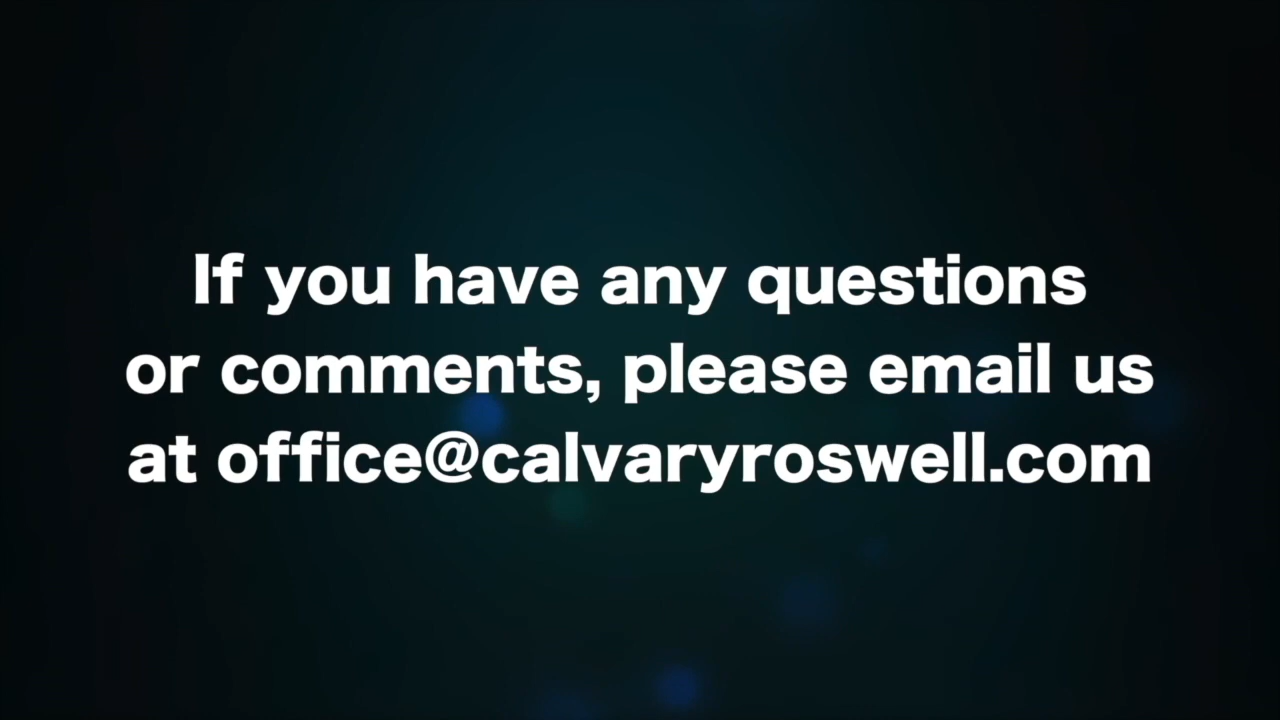 If you have any questions
or comments, please email us
at office@calvaryroswell.com